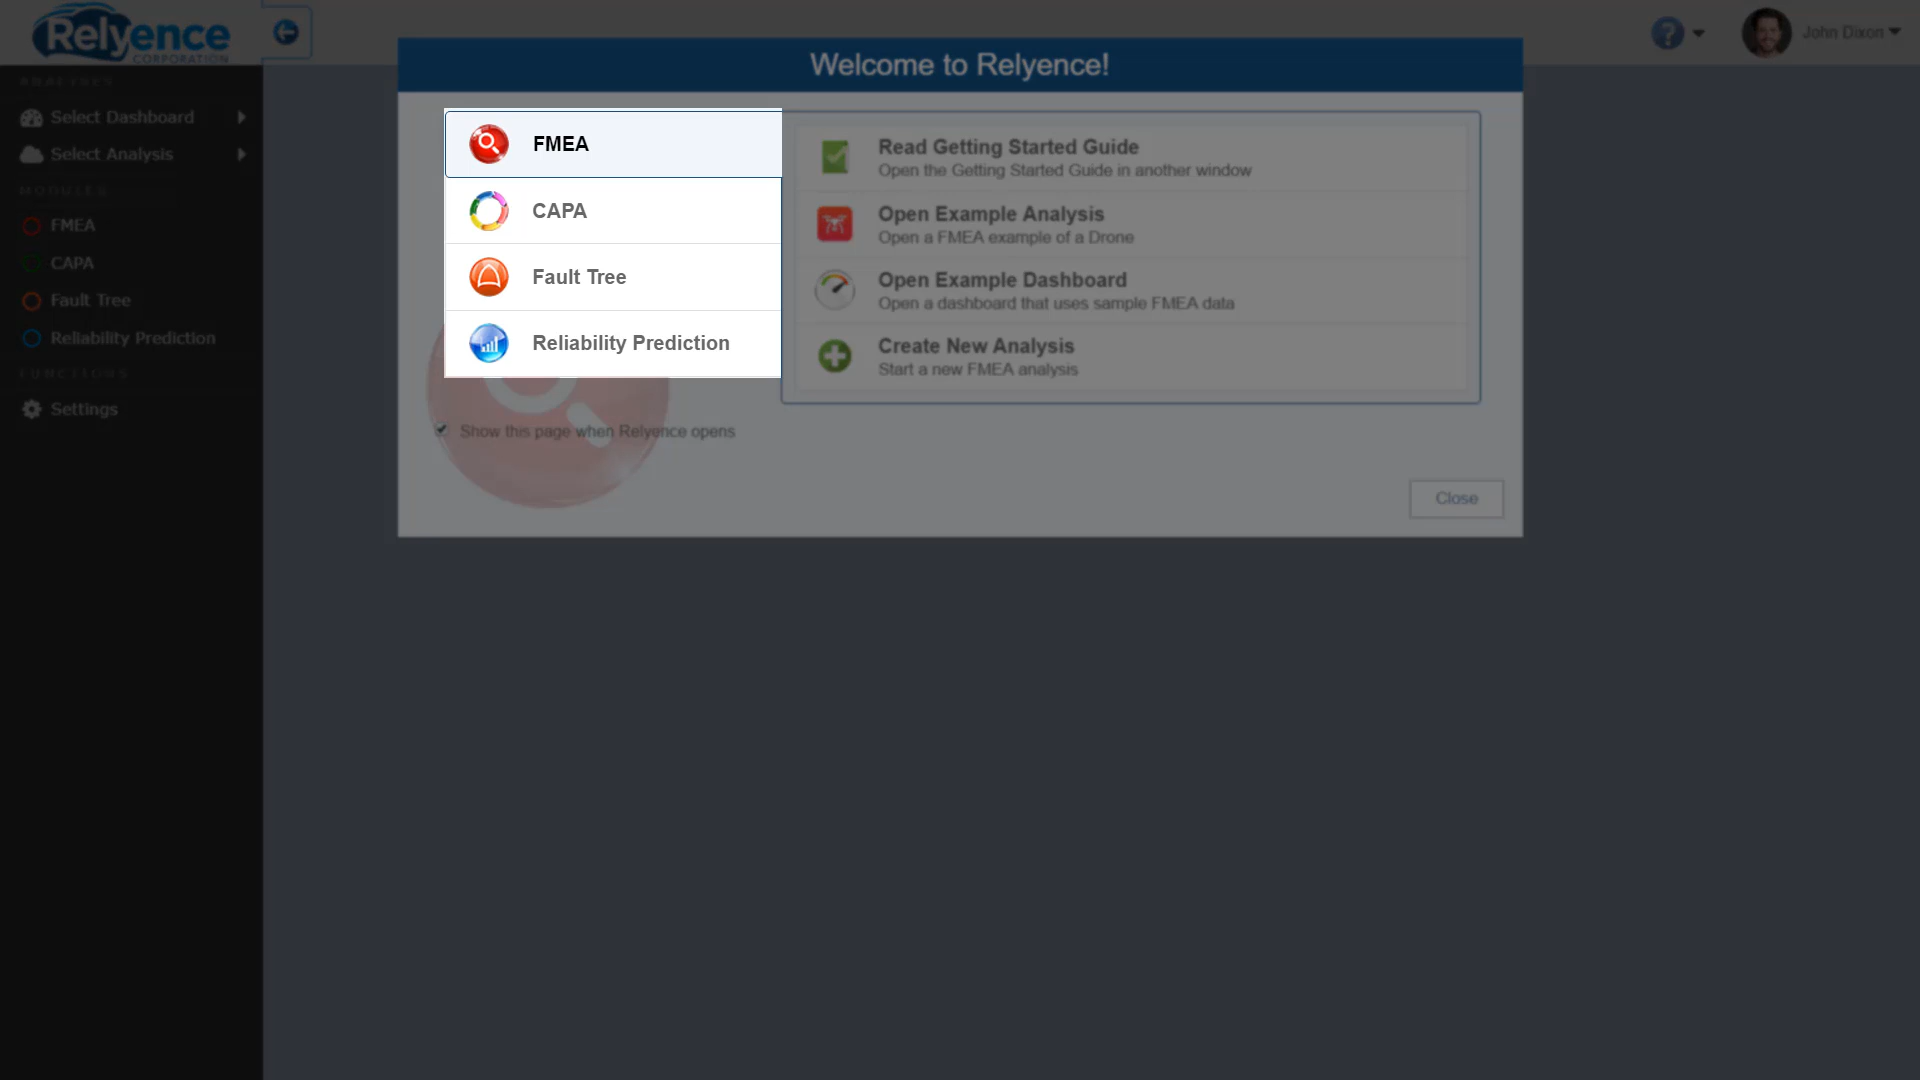 Relyence
CORPORATION
John Dixon
ANALYSES
Select Dashboard
Select Analysis
MODULES
FMEA
CAPA
Fault Tree
Reliability Prediction
FUNCTIONS
Settings
Welcome to Relyence!
FMEA
CAPA
Fault Tree
Reliability Prediction
Read Getting Started Guide
Open the Getting Started Guide in another window
Open Example Analysis
Open a FMEA example of a Drone
Open Example Dashboard
Open a dashboard that uses sample FMEA data
Create New Analysis
Start a new FMEA analysis
Show this page when Relyence opens
Close